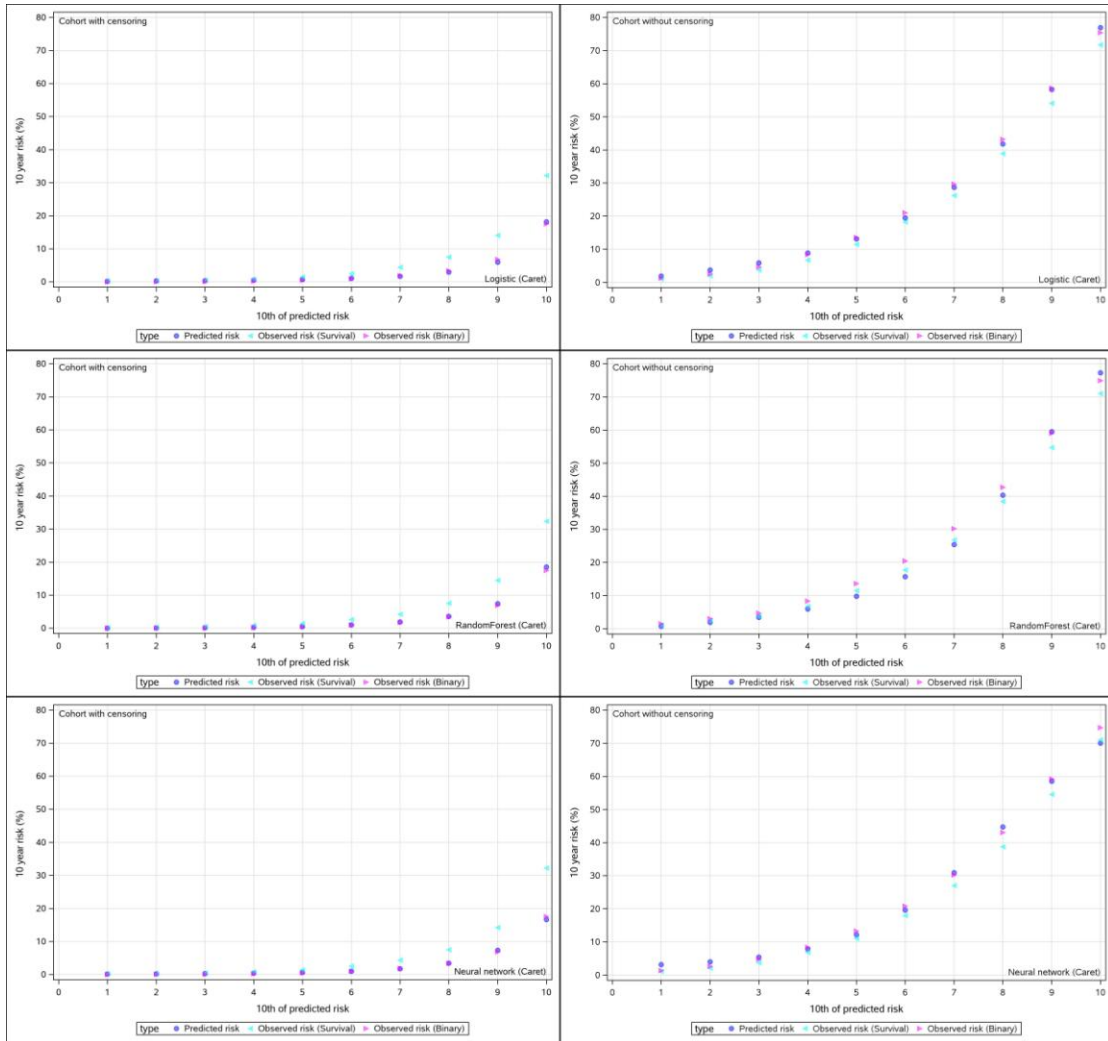 Cohort with censoring
80
70
60
50
40
30
20
10
0
10 year risk (%)
Logistic (Caret)
0 1 2 3 4 5 6 7 8 9 10
10th of predicted risk
type Predicted risk Observed risk (Survival) Observed risk (Binary)
Cohort without censoring
80
70
60
50
40
30
20
10
0
10 year risk (%)
Logistic (Caret)
0 1 2 3 4 5 6 7 8 9 10
10th of predicted risk
type Predicted risk Observed risk (Survival) Observed risk (Binary)
Cohort with censoring
80
70
60
50
40
30
20
10
0
10 year risk (%)
RandomForest (Caret)
0 1 2 3 4 5 6 7 8 9 10
10th of predicted risk
type Predicted risk Observed risk (Survival) Observed risk (Binary)
Cohort without censoring
80
70
60
50
40
30
20
10
0
10 year risk (%)
RandomForest (Caret)
0 1 2 3 4 5 6 7 8 9 10
10th of predicted risk
type Predicted risk Observed risk (Survival) Observed risk (Binary)
Cohort with censoring
80
70
60
50
40
30
20
10
0
10 year risk (%)
Neural network (Caret)
0 1 2 3 4 5 6 7 8 9 10
10th of predicted risk
type Predicted risk Observed risk (Survival) Observed risk (Binary)
Cohort without censoring
80
70
60
50
40
30
20
10
0
10 year risk (%)
Neural network (Caret)
0 1 2 3 4 5 6 7 8 9 10
10th of predicted risk
type Predicted risk Observed risk (Survival) Observed risk (Binary)